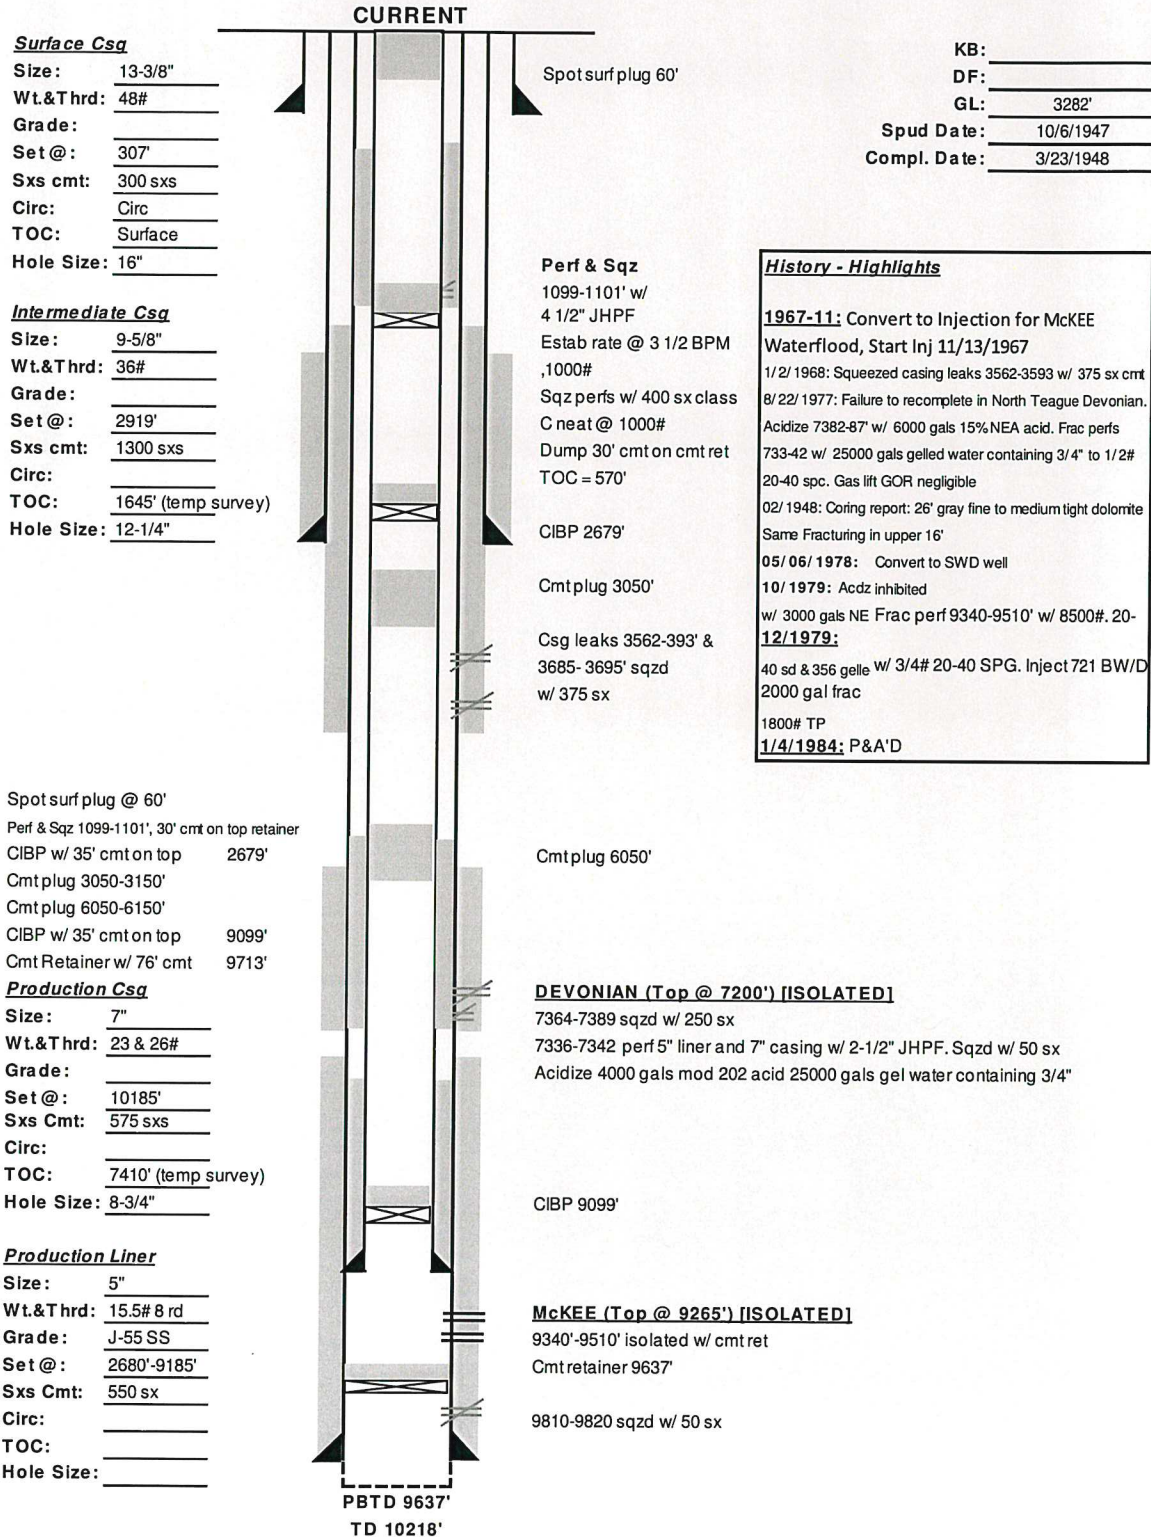 CURRENT
Surface Csg
Size: 13-3/8"
Wt.&Thrd: 48#
Grade:
Set @: 307'
Sxs cmt: 300 sxs
Circ: Circ
TOC: Surface
Hole Size: 16"
Intermediate Csg
Size: 9-5/8"
Wt.&Thrd: 36#
Grade:
Set @: 2919'
Sxs cmt: 1300 sxs
Circ:
TOC: 1645' (temp survey)
Hole Size: 12-1/4"
Spot surf plug 60'
KB:
DF:
GL: 3282'
Spud Date: 10/6/1947
Compl. Date: 3/23/1948
Perf & Sqz
1099-1101' w/
4 1/2" JHPF
Estab rate @ 3 1/2 BPM
,1000#
Sqz perfs w/ 400 sx class
C neat @ 1000#
Dump 30' cmt on cmt ret
TOC = 570'
CIBP 2679'
Cmt plug 3050'
Csg leaks 3562-393' &
3685- 3695' sqzd
w/ 375 sx
History - Highlights
1967-11: Convert to Injection for McKEE
Waterflood, Start Inj 11/13/1967
1/2/1968: Squeezed casing leaks 3562-3593 w/ 375 sx cmt
8/22/1977: Failure to recomplete in North Teague Devonian.
Acidize 7382-87' w/ 6000 gals 15% NEA acid. Frac perfs
733-42 w/ 25000 gals gelled water containing 3/4" to 1/2#
20-40 spc. Gas lift GOR negligible
02/1948: Coring report: 26' gray fine to medium tight dolomite
Same Fracturing in upper 16'
05/06/1978: Convert to SWD well
10/1979: Acdz inhibited
w/ 3000 gals NE Frac perf 9340-9510' w/ 8500#. 20-
12/1979:
40 sd & 356 gelle w/ 3/4# 20-40 SPG. Inject 721 BW/D
2000 gal frac
1800# TP
1/4/1984: P&A'D
Spot surf plug @ 60'
Perf & Sqz 1099-1101', 30' cmt on top retainer
CIBP w/ 35' cmt on top 2679'
Cmt plug 3050-3150'
Cmt plug 6050-6150'
CIBP w/ 35' cmt on top 9099'
Cmt Retainer w/ 76' cmt 9713'
Cmt plug 6050'
Production Csg
Size: 7"
Wt.&Thrd: 23 & 26#
Grade:
Set @: 10185'
Sxs Cmt: 575 sxs
Circ:
TOC: 7410' (temp survey)
Hole Size: 8-3/4"
DEVONIAN (Top @ 7200') [ISOLATED]
7364-7389 sqzd w/ 250 sx
7336-7342 perf 5" liner and 7" casing w/ 2-1/2" JHPF. Sqzd w/ 50 sx
Acidize 4000 gals mod 202 acid 25000 gals gel water containing 3/4"
CIBP 9099'
Production Liner
Size: 5"
Wt.&Thrd: 15.5# 8 rd
Grade: J-55 SS
Set @: 2680'-9185'
Sxs Cmt: 550 sx
Circ:
TOC:
Hole Size:
McKEE (Top @ 9265') [ISOLATED]
9340'-9510' isolated w/ cmt ret
Cmt retainer 9637'
9810-9820 sqzd w/ 50 sx
PBTD 9637'
TD 10218'